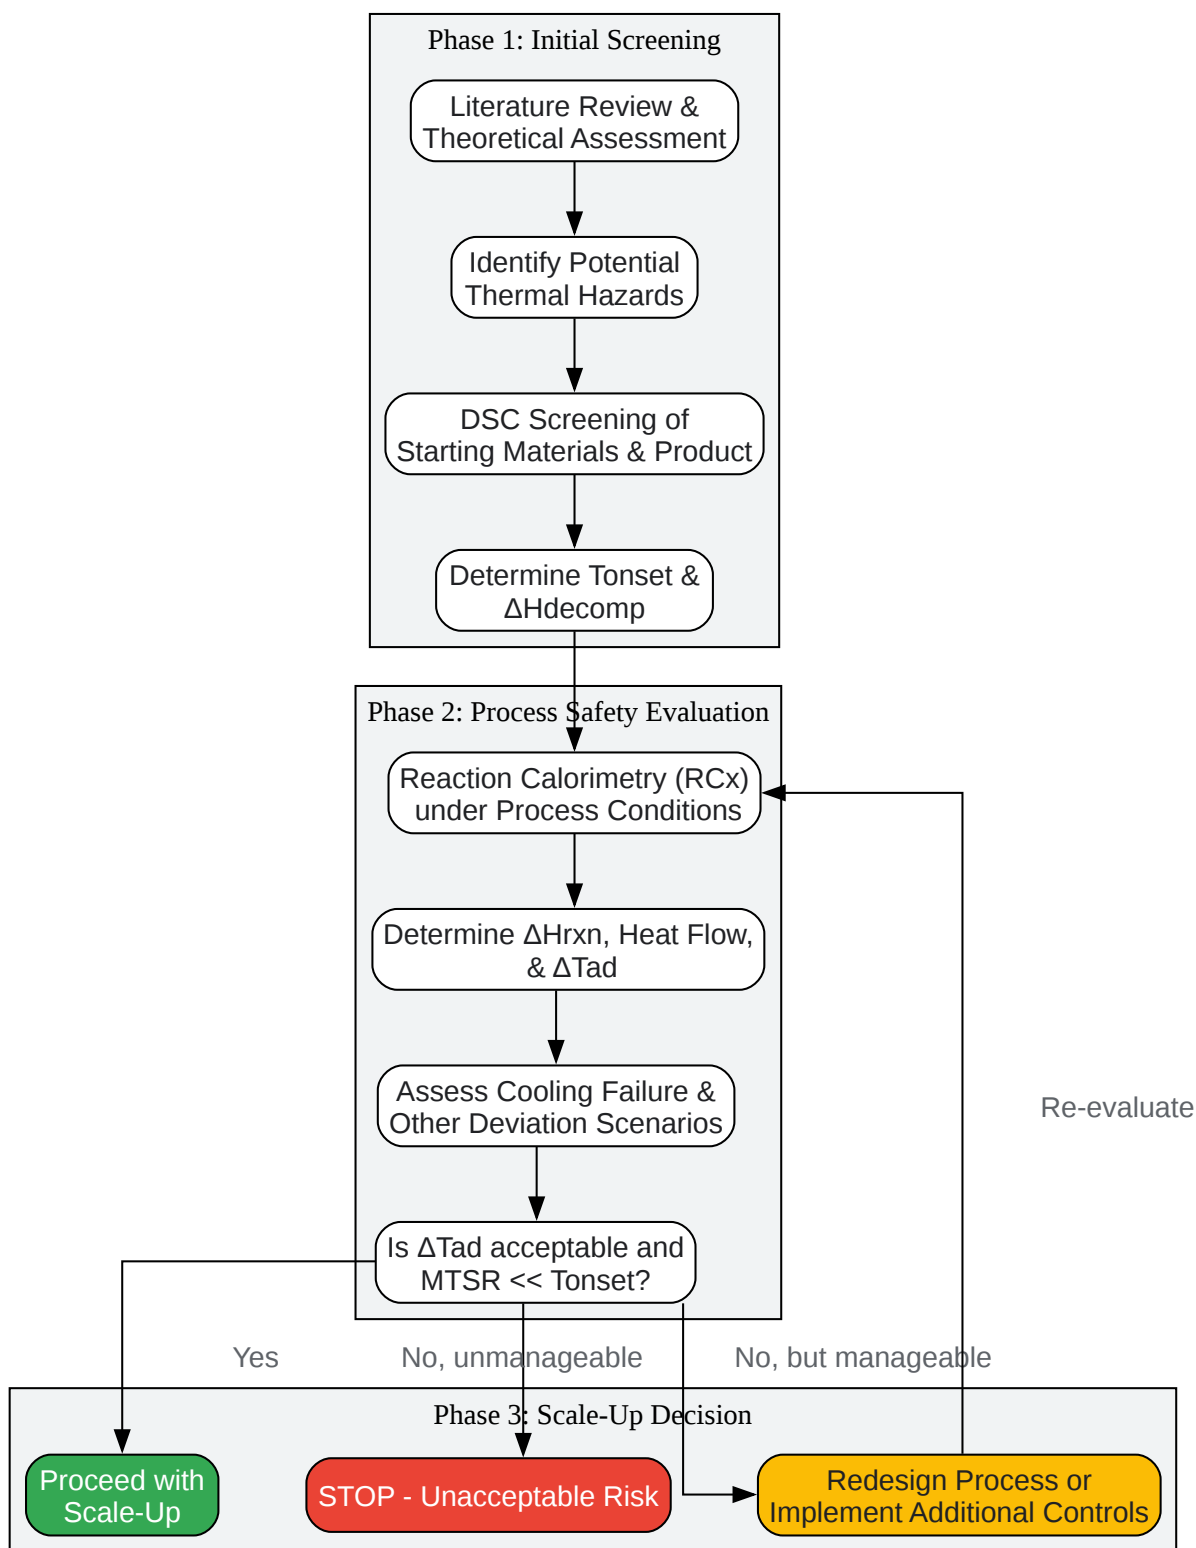 Phase 1: Initial Screening
Literature Review &
Theoretical Assessment
Identify Potential
Thermal Hazards
DSC Screening of
Starting Materials & Product
Determine Tonset &
ΔHdecomp
Phase 2: Process Safety Evaluation
Reaction Calorimetry (RCx)
under Process Conditions
Determine ΔHrxn, Heat Flow,
& ΔTad
Assess Cooling Failure &
Other Deviation Scenarios
Re-evaluate
Is ΔTad acceptable and
MTSR << Tonset?
Yes
No, unmanageable
No, but manageable
Phase 3: Scale-Up Decision
Proceed with
Scale-Up
STOP - Unacceptable Risk
Redesign Process or
Implement Additional Controls